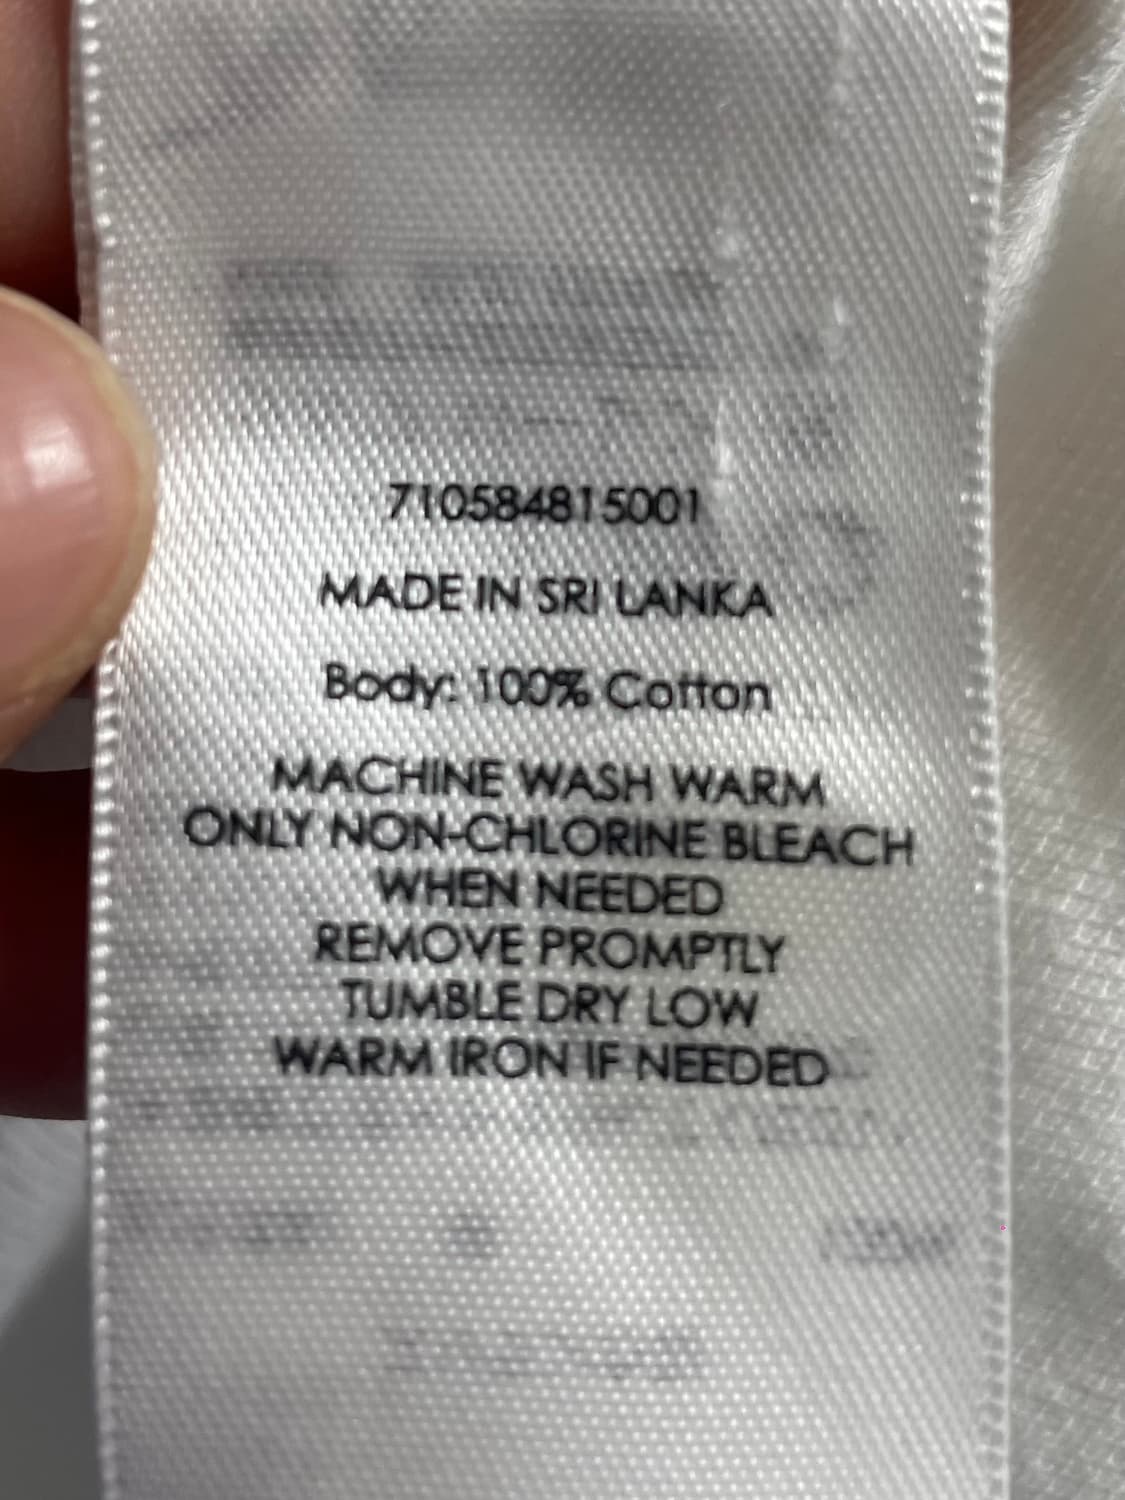 710584815001
MADE IN SRI LANKA
Body: 100% Cotton
MACHINE WASH WARM
ONLY NON-CHLORINE BLEACH
WHEN NEEDED
REMOVE PROMPTLY
TUMBLE DRY LOW
WARM IRON IF NEEDED